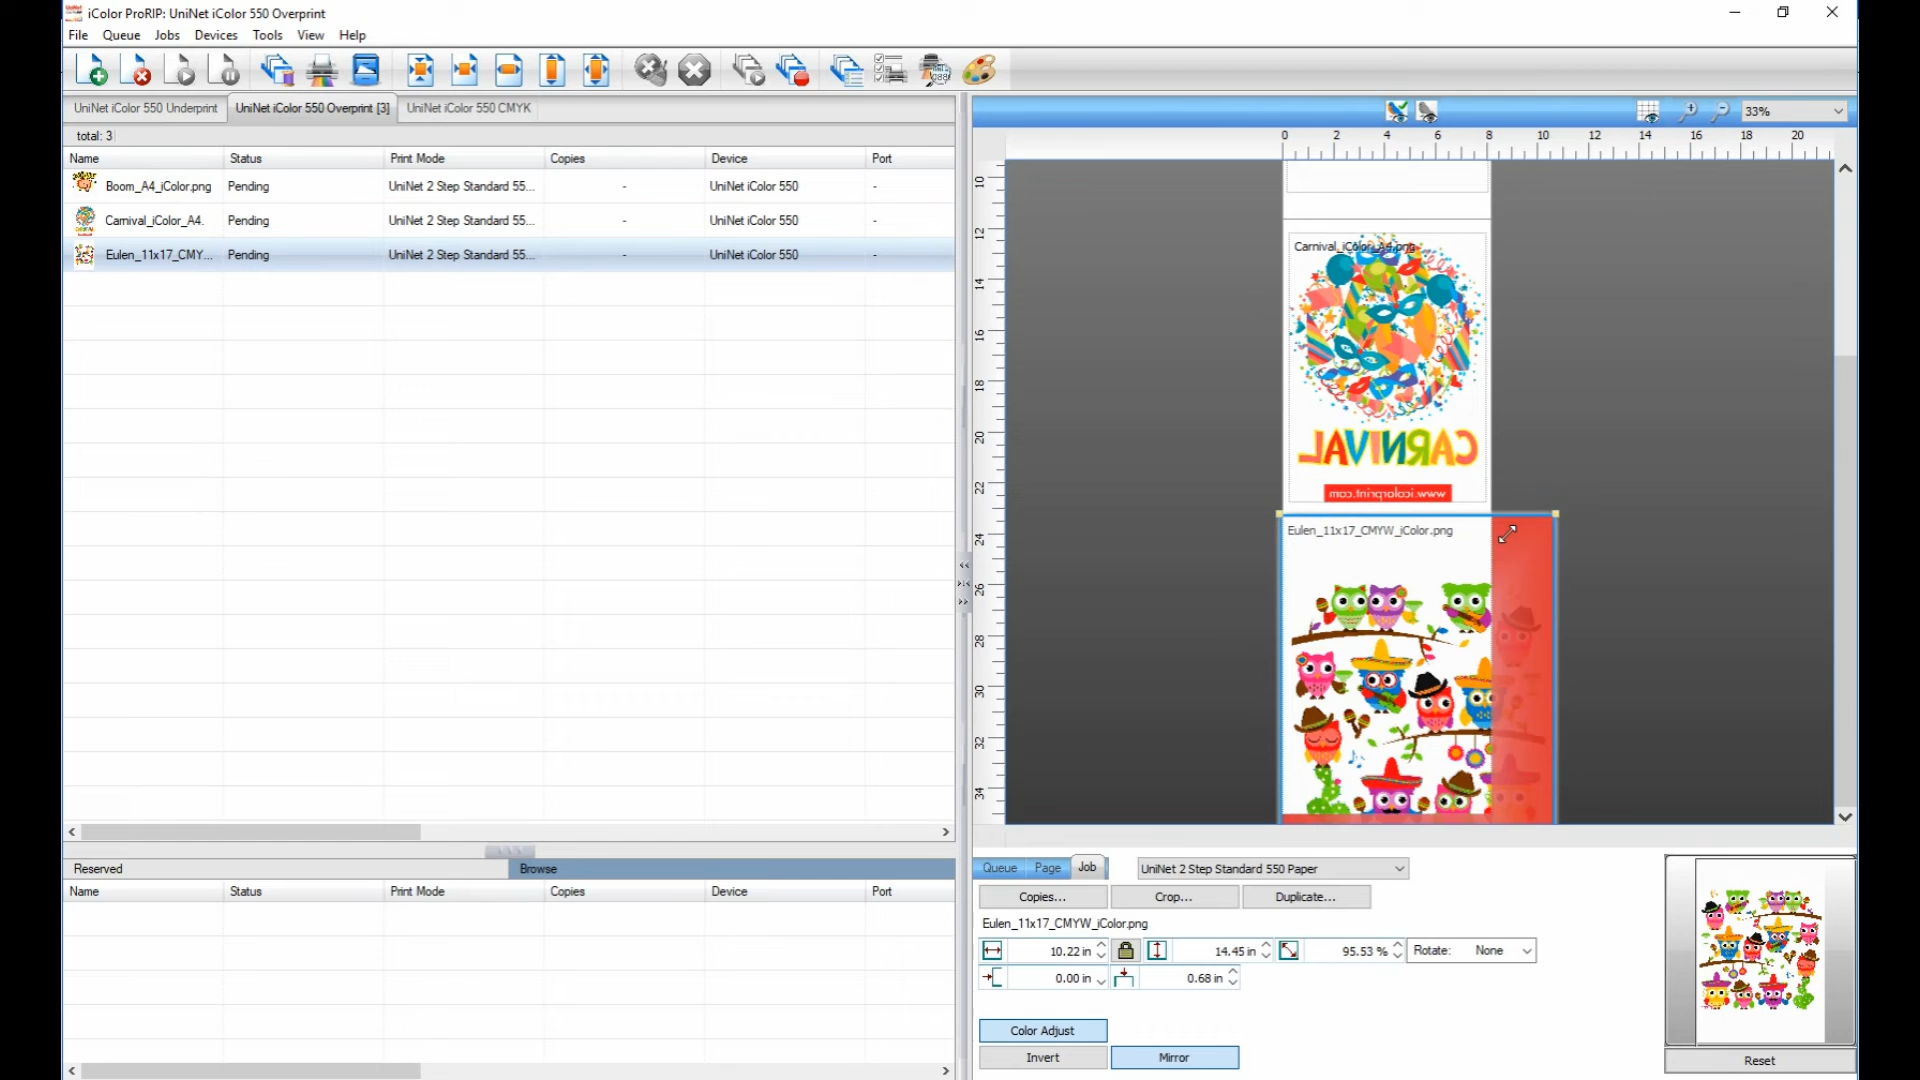 iColor ProRIP: UniNet iColor 550 Overprint
File Queue Jobs Devices Tools View Help
UniNet iColor 550 Underprint UniNet iColor 550 Overprint [3] UniNet iColor 550 CMYK
33%
total: 3
0 2 4 6 8 10 12 14 16 18 20
Name Status Print Mode Copies Device Port
Boom_A4_iColor.png Pending UniNet 2 Step Standard 55... - UniNet iColor 550 -
Carnival_iColor_A4. Pending UniNet 2 Step Standard 55... - UniNet iColor 550 -
Eulen_11x17_CMY... Pending UniNet 2 Step Standard 55... - UniNet iColor 550 -
10
12
14
16
18
20
22
24
26
28
30
32
34
Carnival_iColor_A4.png
CARNIVAL
www.icolorprint.com
Eulen_11x17_CMYW_iColor.png
Reserved Browse
Name Status Print Mode Copies Device Port
Queue Page Job UniNet 2 Step Standard 550 Paper
Copies... Crop... Duplicate...
Eulen_11x17_CMYW_iColor.png
10.22 in 14.45 in 95.53 % Rotate: None
0.00 in 0.68 in
Color Adjust
Invert Mirror
Reset